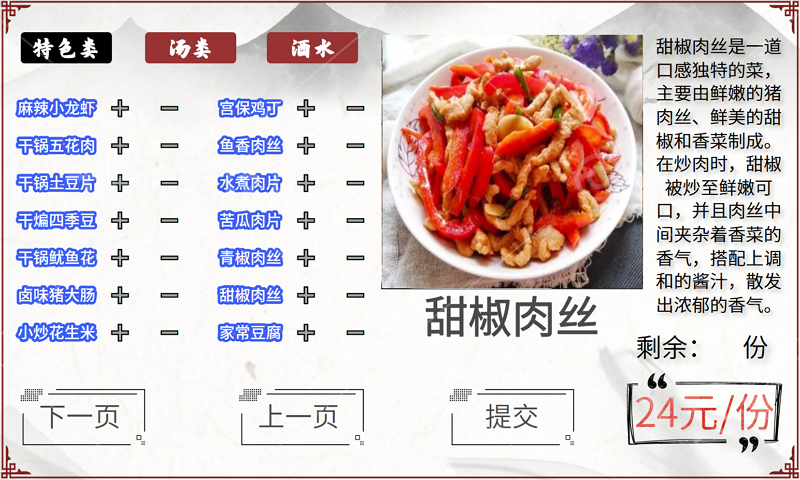 特色类 汤类 酒水
麻辣小龙虾 + — 宫保鸡丁 + —
干锅五花肉 + — 鱼香肉丝 + —
干锅土豆片 + — 水煮肉片 + —
干煸四季豆 + — 苦瓜肉片 + —
干锅鱿鱼花 + — 青椒肉丝 + —
卤味猪大肠 + — 甜椒肉丝 + —
小炒花生米 + — 家常豆腐 + —
甜椒肉丝
甜椒肉丝是一道
口感独特的菜，
主要由鲜嫩的猪
肉丝、鲜美的甜
椒和香菜制成。
在炒肉时，甜椒
被炒至鲜嫩可
口，并且肉丝中
间夹杂着香菜的
香气，搭配上调
和的酱汁，散发
出浓郁的香气。
剩余： 份
24元/份
下一页 上一页 提交